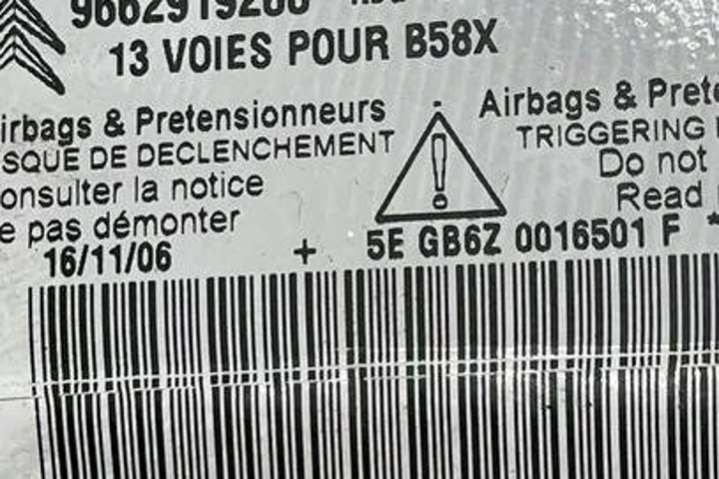 13 VOIES POUR B58X
irbags & Pretensionneurs
SQUE DE DECLENCHEMENT
onsulter la notice
e pas démonter
16/11/06 +
Airbags & Prete
TRIGGERING
Do not
Read
5E GB6Z 0016501 F *